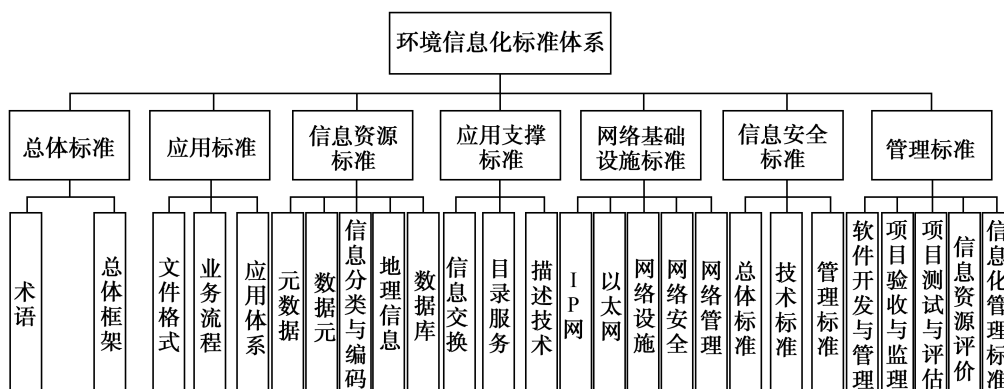 环境信息化标准体系
总体标准
应用标准
信息资源
标准
应用支撑
标准
网络基础
设施标准
信息安全
标准
管理标准
术语
总体框架
文件格式
业务流程
应用体系
元数据
数据元
信息分类与编码
地理信息
数据库
信息交换
目录服务
描述技术
IP网
以太网
网络设施
网络安全
网络管理
总体标准
技术标准
管理标准
软件开发与管理
项目验收与监理
项目测试与评估
信息资源评价
信息化管理标准